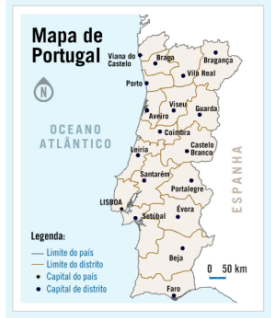 Mapa de
Portugal
N
Viana do
Castelo
Braga
Bragança
Vila Real
Porto
Viseu
Guarda
Aveiro
OCEANO
ATLÂNTICO
Coimbra
Leiria
Castelo
Branco
ESPANHA
Santarém
Portalegre
LISBOA
Setúbal
Évora
Legenda:
Limite do país
Limite do distrito
Capital do país
Capital de distrito
Beja
0 50 km
Faro